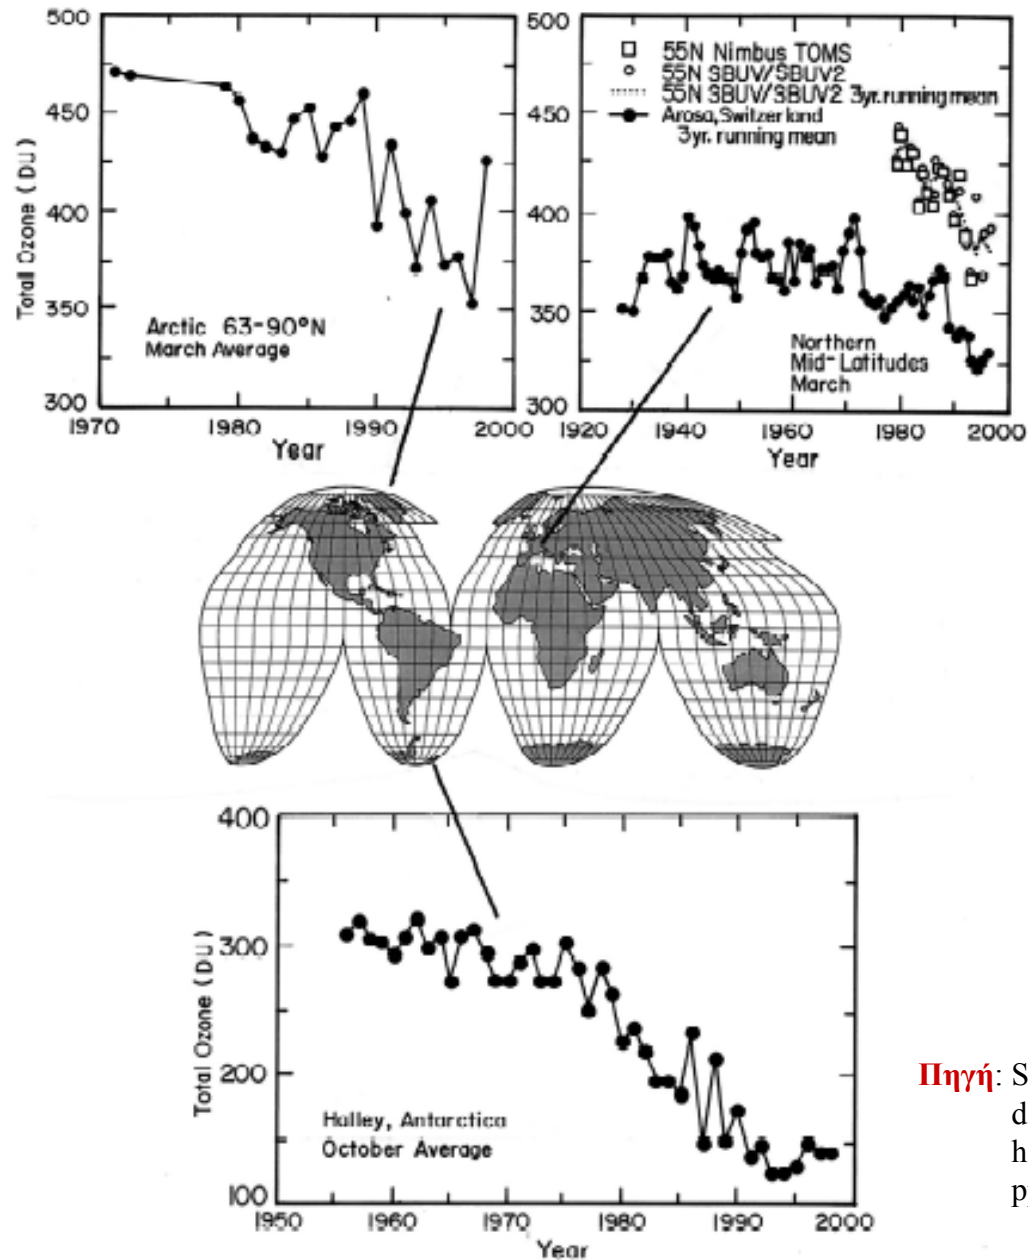 500
450
400
350
300
Total Ozone (DU)
Arctic 63-90°N
March Average
1970
1980
1990
2000
Year
500
450
400
350
300
55N Nimbus TOMS
55N SBUV/SBUV2
55N SBUV/SBUV2 3yr. running mean
Arosa, Switzerland
3yr. running mean
Northern
Mid-Latitudes
March
1920
1940
1960
1980
2000
Year
400
300
200
100
Total Ozone (DU)
Halley, Antarctica
October Average
1950
1960
1970
1980
1990
2000
Year
Πηγή: S
d
h
p